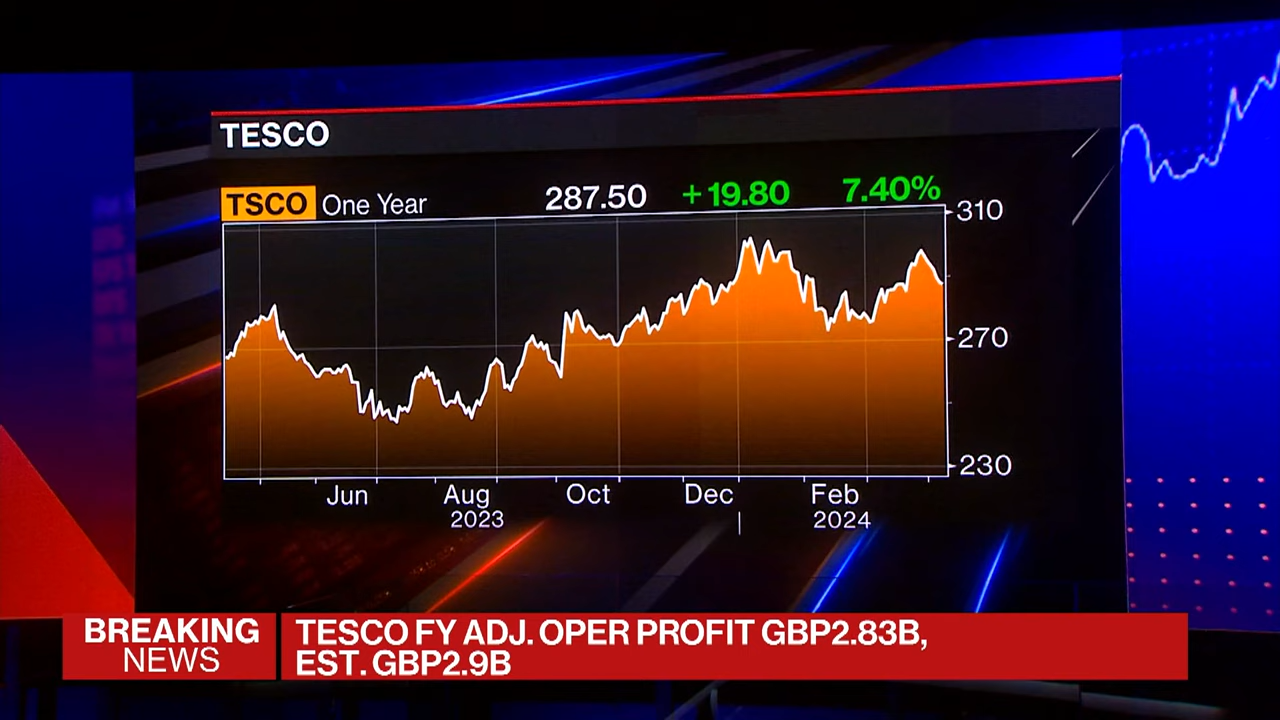 TESCO
TSCO One Year 287.50 +19.80 7.40%
310
270
230
Jun Aug Oct Dec Feb
2023 2024
BREAKING
NEWS
TESCO FY ADJ. OPER PROFIT GBP2.83B,
EST. GBP2.9B